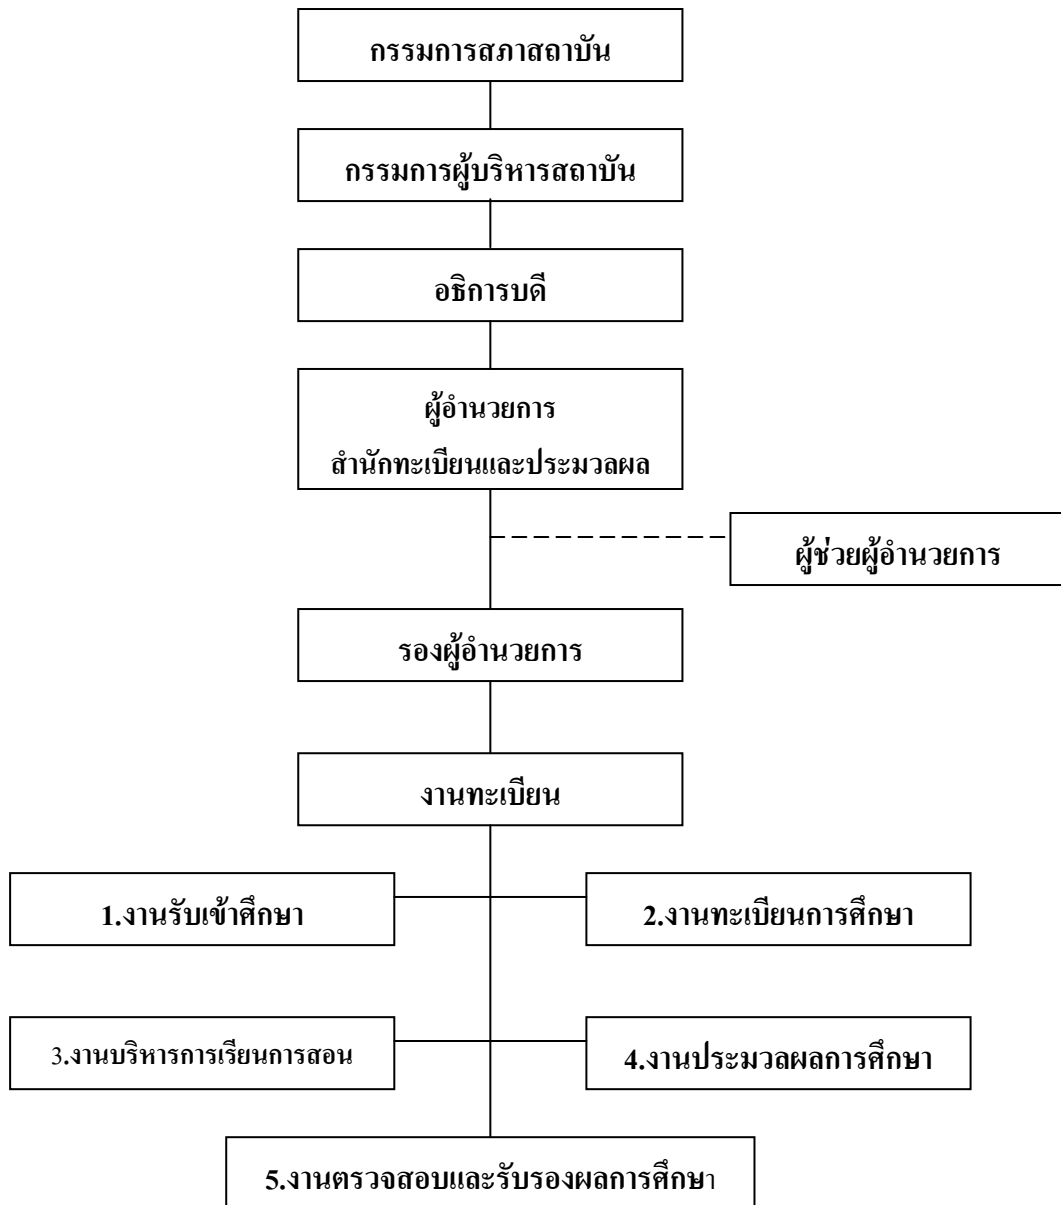 กรรมการสภาสถาบัน
กรรมการผู้บริหารสถาบัน
อธิการบดี
ผู้อำนวยการ
สำนักทะเบียนและประมวลผล
ผู้ช่วยผู้อำนวยการ
รองผู้อำนวยการ
งานทะเบียน
1.งานรับเข้าศึกษา
2.งานทะเบียนการศึกษา
3.งานบริหารการเรียนการสอน
4.งานประมวลผลการศึกษา
5.งานตรวจสอบและรับรองผลการศึกษา